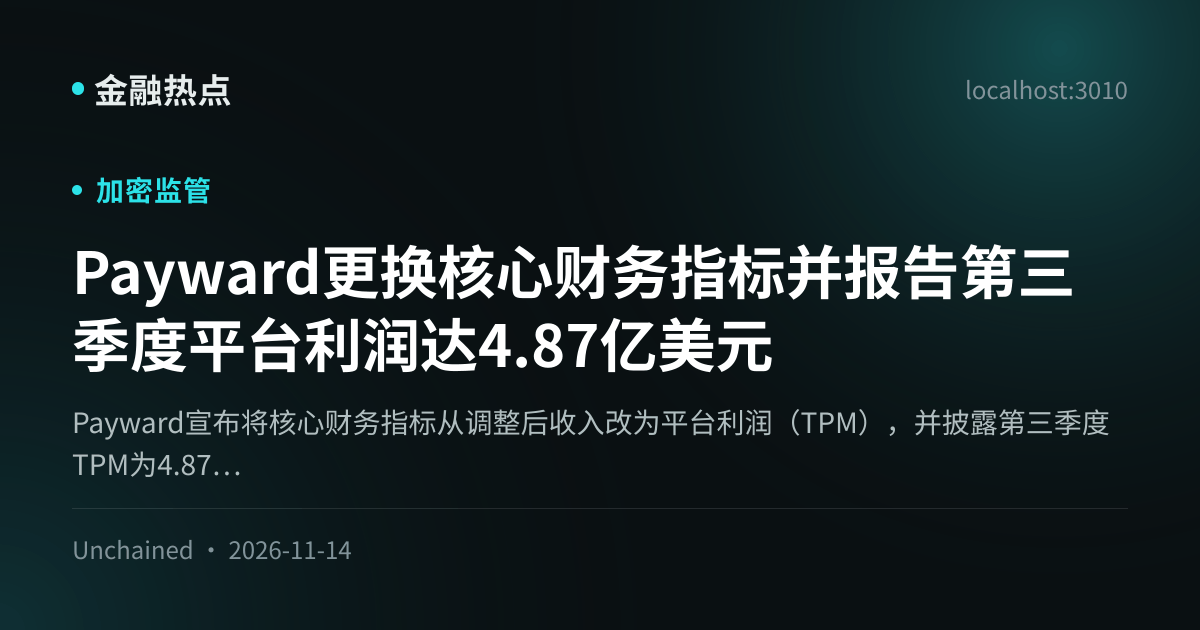 金融热点
localhost:3010
加密监管
Payward更换核心财务指标并报告第三
季度平台利润达4.87亿美元
Payward宣布将核心财务指标从调整后收入改为平台利润（TPM），并披露第三季度
TPM为4.87…
Unchained · 2026-11-14